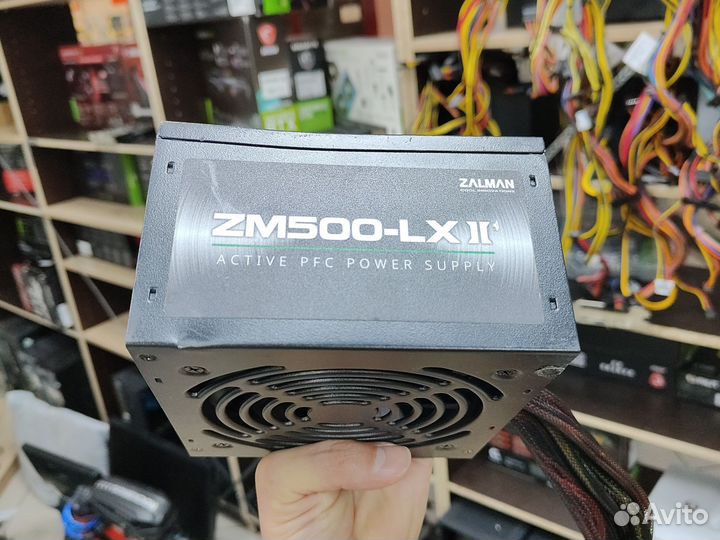 ZALMAN
ZM500-LX II
ACTIVE PFC POWER SUPPLY
Avito